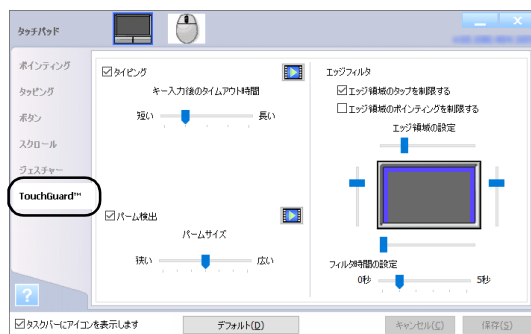 タッチパッド
ポインティング
タッピング
ボタン
スクロール
ジェスチャー
TouchGuard™
タイピング
キー入力後のタイムアウト時間
短い 長い
パーム検出
パームサイズ
狭い 広い
エッジフィルタ
エッジ領域のタップを制限する
エッジ領域のポインティングを制限する
エッジ領域の設定
フィルタ時間の設定
0秒 5秒
?
タスクバーにアイコンを表示します
デフォルト(D)
キャンセル(C)
保存(S)